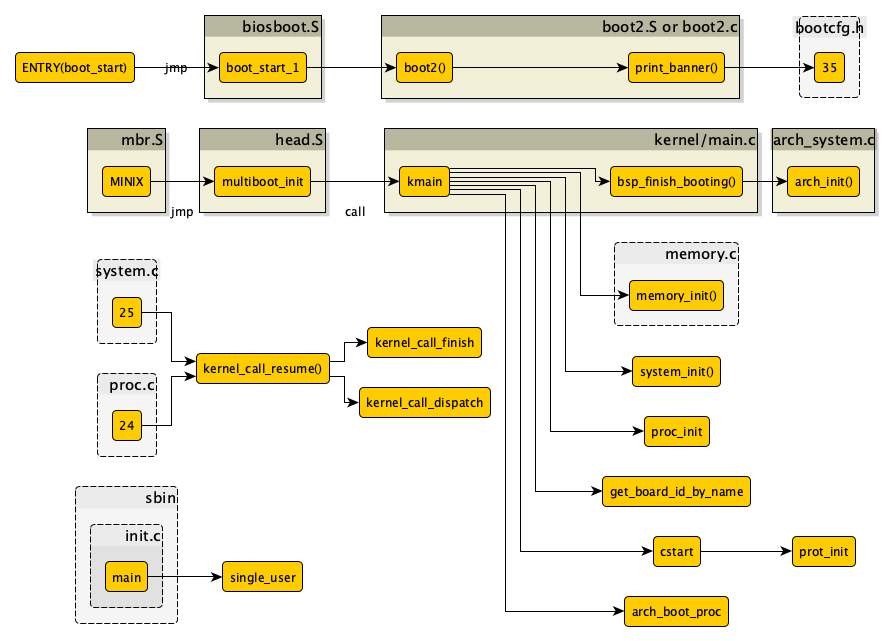 biosboot.S
boot2.S or boot2.c
bootcfg.h
ENTRY(boot_start)
jmp
boot_start_1
boot2()
print_banner()
35
mbr.S
head.S
kernel/main.c
arch_system.c
MINIX
multiboot_init
kmain
bsp_finish_booting()
arch_init()
jmp
call
memory.c
system.c
memory_init()
25
kernel_call_finish
kernel_call_resume()
system_init()
proc.c
kernel_call_dispatch
24
proc_init
sbin
get_board_id_by_name
init.c
cstart
prot_init
main
single_user
arch_boot_proc